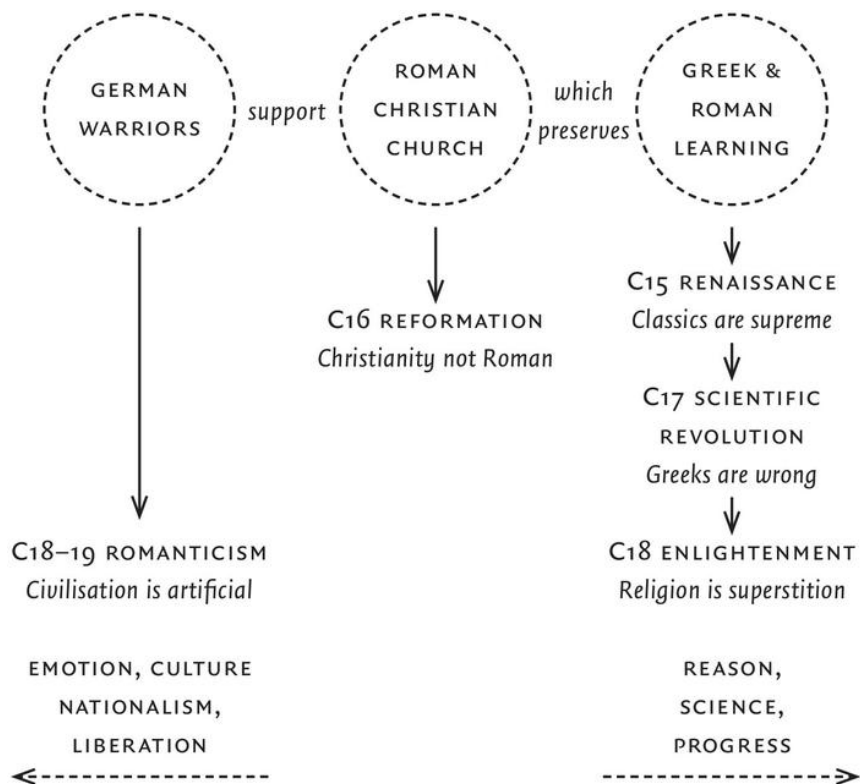 GERMAN
WARRIORS
support
ROMAN
CHRISTIAN
CHURCH
which
preserves
GREEK &
ROMAN
LEARNING
C15 RENAISSANCE
Classics are supreme
C16 REFORMATION
Christianity not Roman
C17 SCIENTIFIC
REVOLUTION
Greeks are wrong
C18–19 ROMANTICISM
Civilisation is artificial
C18 ENLIGHTENMENT
Religion is superstition
EMOTION, CULTURE
NATIONALISM,
LIBERATION
REASON,
SCIENCE,
PROGRESS